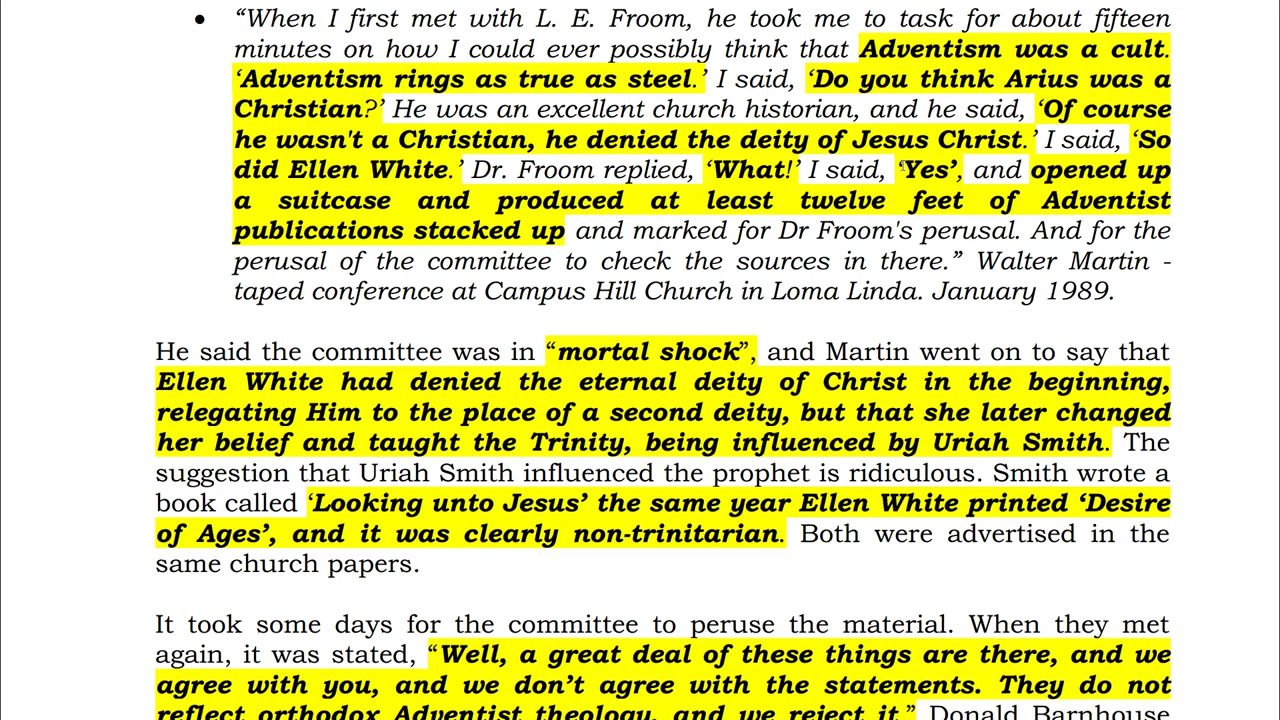 • “When I first met with L. E. Froom, he took me to task for about fifteen
minutes on how I could ever possibly think that Adventism was a cult.
‘Adventism rings as true as steel.’ I said, ‘Do you think Arius was a
Christian?’ He was an excellent church historian, and he said, ‘Of course
he wasn't a Christian, he denied the deity of Jesus Christ.’ I said, ‘So
did Ellen White.’ Dr. Froom replied, ‘What!’ I said, ‘Yes’, and opened up
a suitcase and produced at least twelve feet of Adventist
publications stacked up and marked for Dr Froom's perusal. And for the
perusal of the committee to check the sources in there.” Walter Martin -
taped conference at Campus Hill Church in Loma Linda. January 1989.
He said the committee was in “mortal shock”, and Martin went on to say that
Ellen White had denied the eternal deity of Christ in the beginning,
relegating Him to the place of a second deity, but that she later changed
her belief and taught the Trinity, being influenced by Uriah Smith. The
suggestion that Uriah Smith influenced the prophet is ridiculous. Smith wrote a
book called ‘Looking unto Jesus’ the same year Ellen White printed ‘Desire
of Ages’, and it was clearly non-trinitarian. Both were advertised in the
same church papers.
It took some days for the committee to peruse the material. When they met
again, it was stated, “Well, a great deal of these things are there, and we
agree with you, and we don’t agree with the statements. They do not
reflect orthodox Adventist theology, and we reject it.” Donald Barnhouse